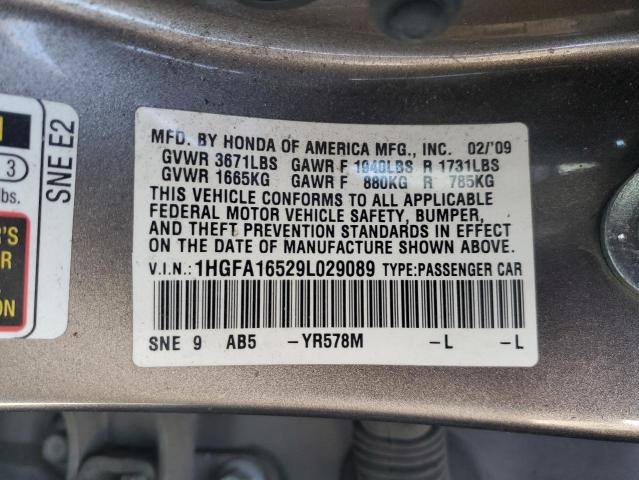 MFD. BY HONDA OF AMERICA MFG., INC. 02/'09
GVWR 3671LBS GAWR F 1940LBS R 1731LBS
GVWR 1665KG GAWR F 880KG R 785KG
THIS VEHICLE CONFORMS TO ALL APPLICABLE
FEDERAL MOTOR VEHICLE SAFETY, BUMPER,
AND THEFT PREVENTION STANDARDS IN EFFECT
ON THE DATE OF MANUFACTURE SHOWN ABOVE.
V.I.N.: 1HGFA16529L029089 TYPE:PASSENGER CAR
SNE 9 AB5 -YR578M -L -L
SNE E2
3
lbs.